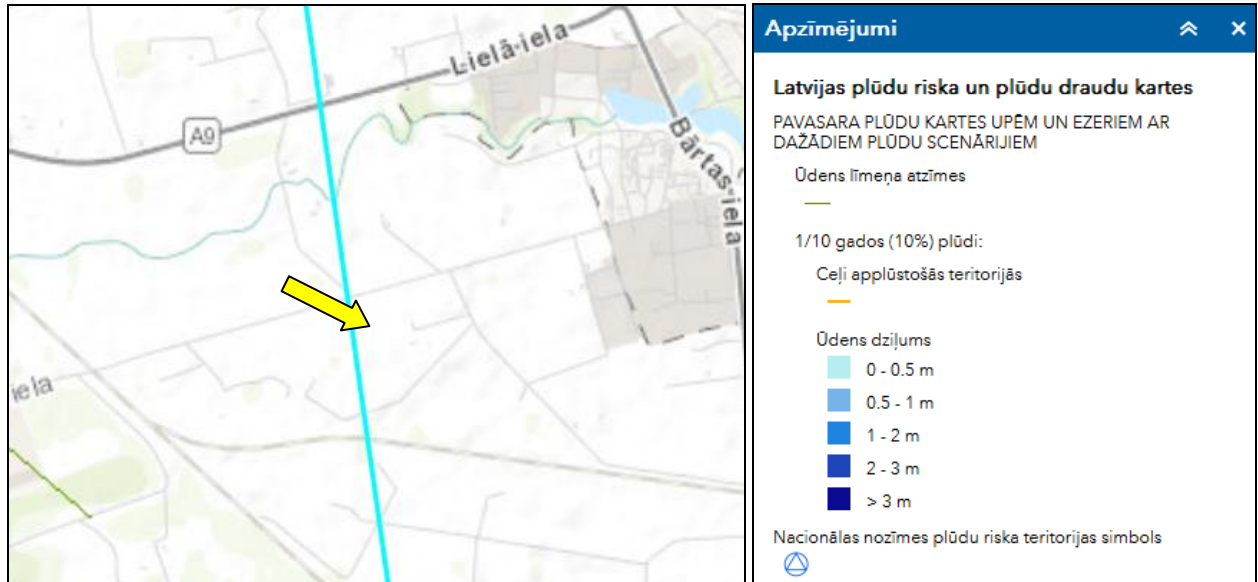 Lielā iela
A9
Bārtas iela
iela
Apzīmējumi
Latvijas plūdu riska un plūdu draudu kartes
PAVASARA PLŪDU KARTES UPĒM UN EZERIEM AR
DAŽĀDIEM PLŪDU SCENĀRIJIEM
Ūdens līmeņa atzīmes
1/10 gados (10%) plūdi:
Ceļi applūstošās teritorijās
Ūdens dziļums
0 - 0.5 m
0.5 - 1 m
1 - 2 m
2 - 3 m
> 3 m
Nacionālas nozīmes plūdu riska teritorijas simbols